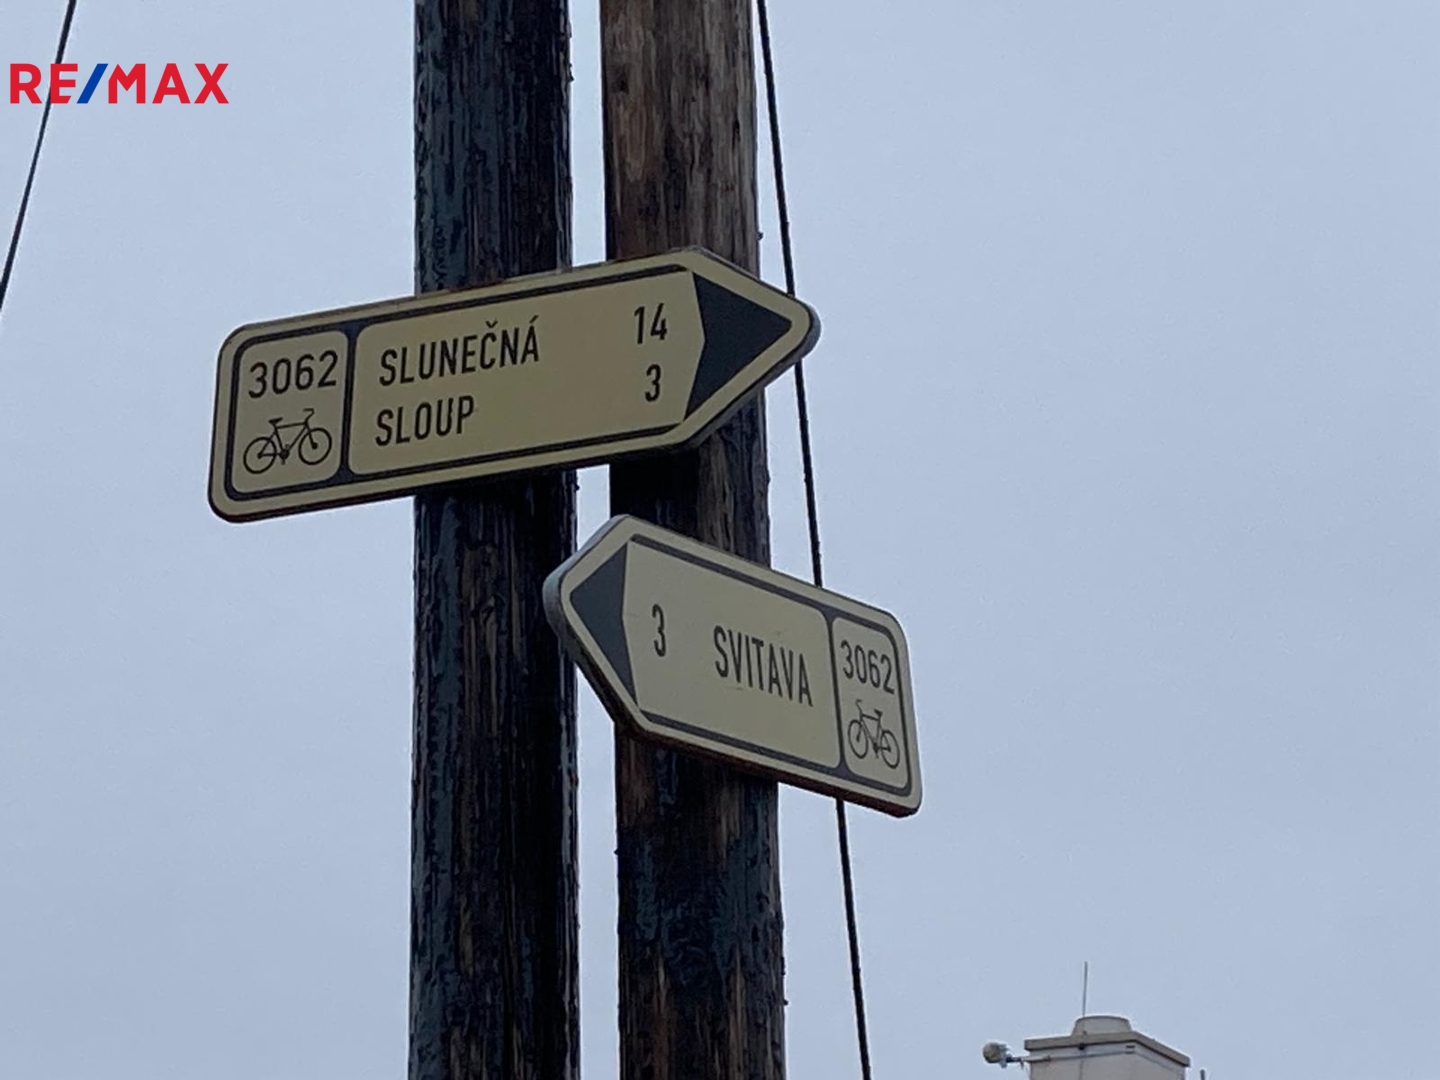 RE/MAX
3062
SLUNEČNÁ 14
SLOUP 3
3 SVITAVA
3062